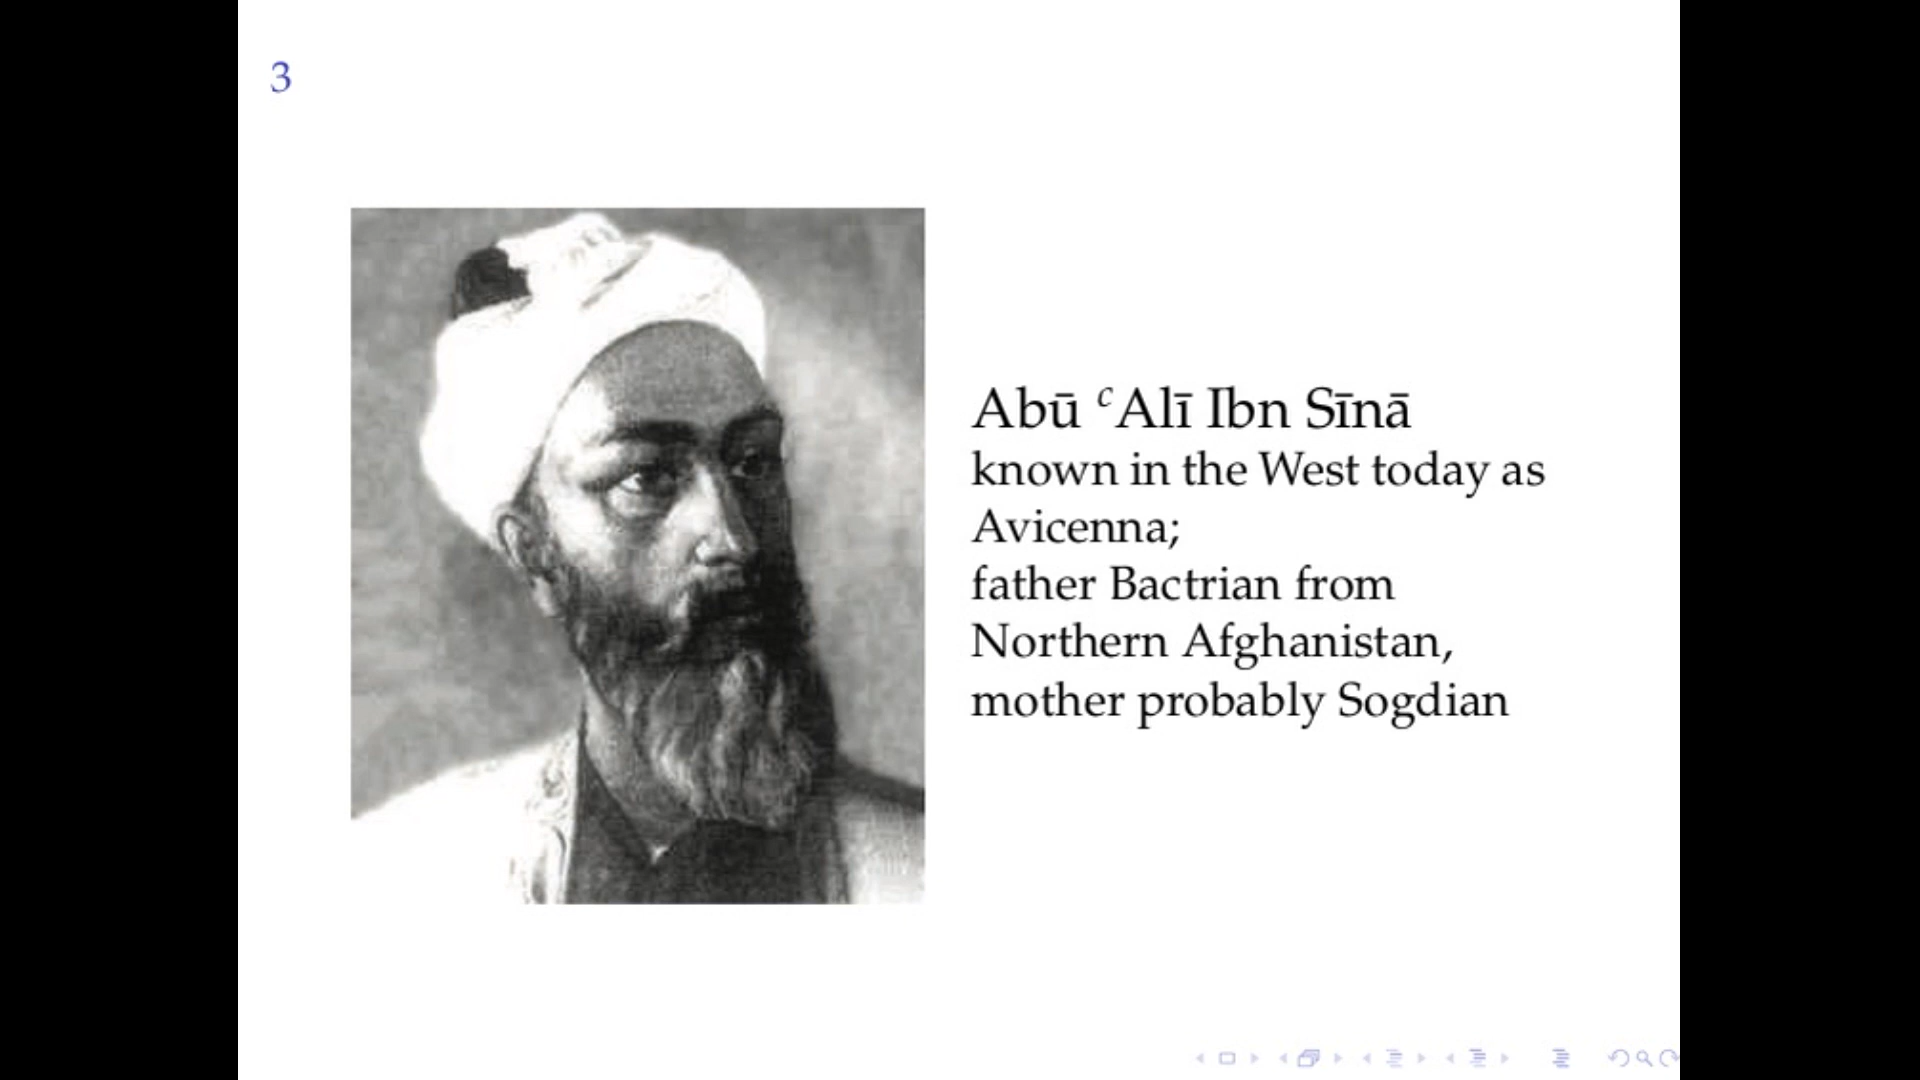 3
Abū ʿAlī Ibn Sīnā
known in the West today as
Avicenna;
father Bactrian from
Northern Afghanistan,
mother probably Sogdian